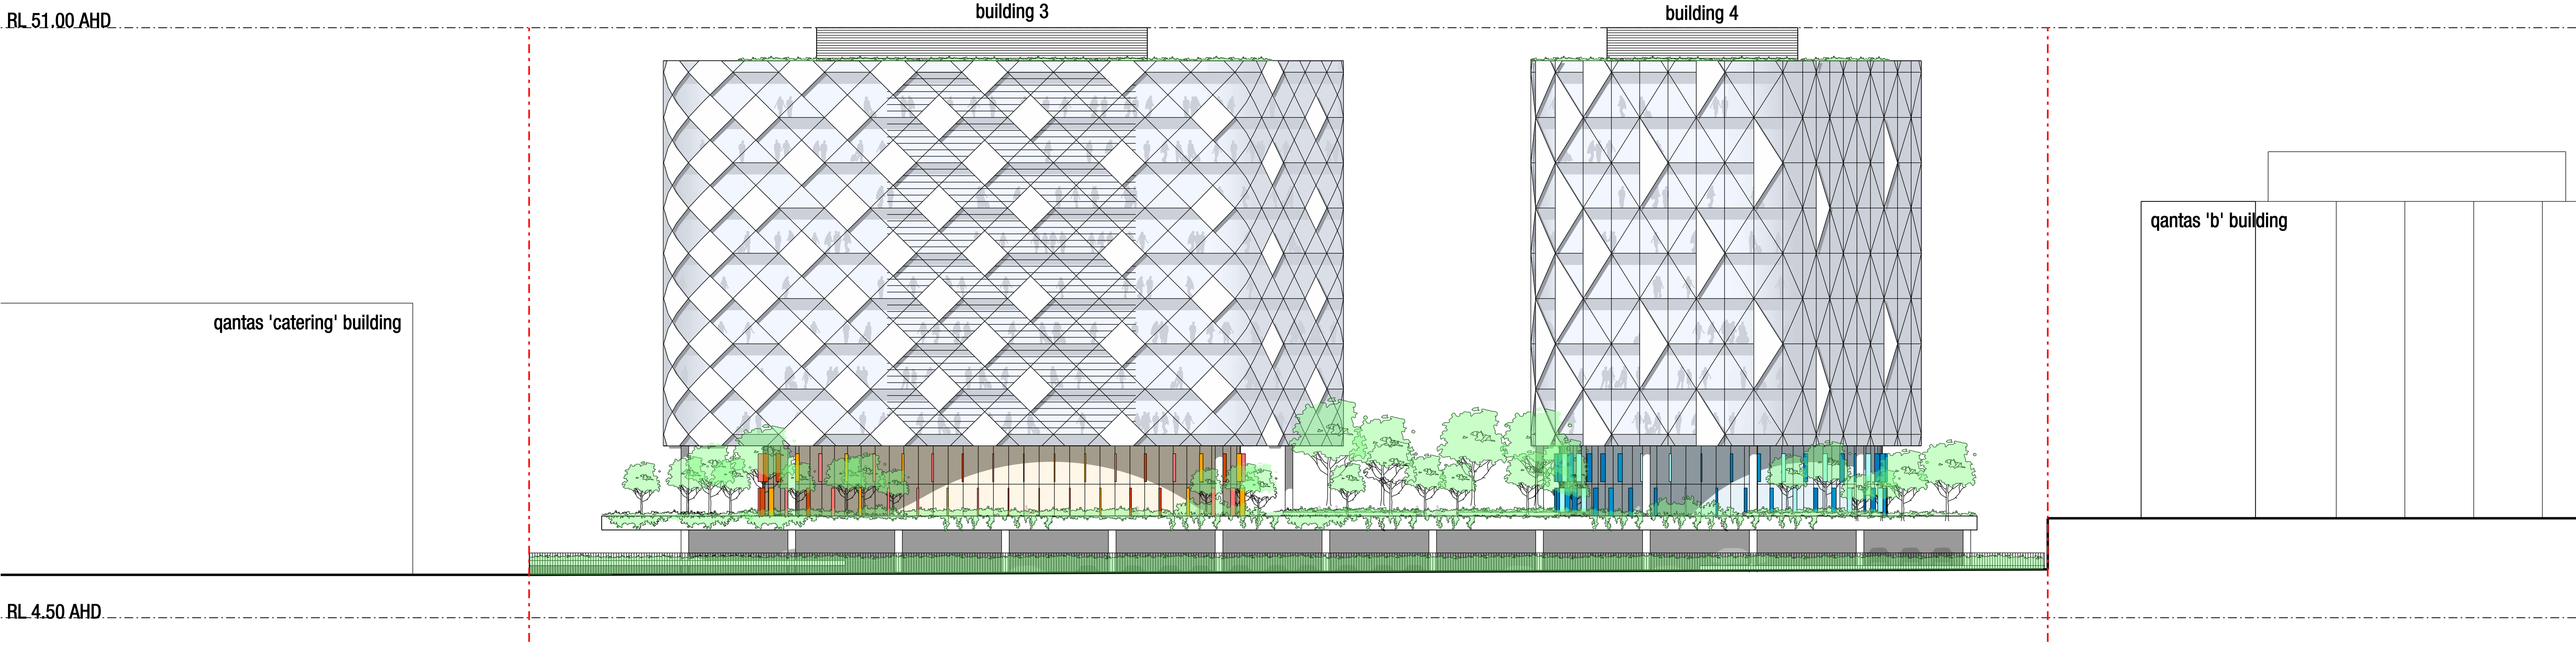 building 3
building 4
RL 51.00 AHD
qantas 'b' building
qantas 'catering' building
RL 4.50 AHD